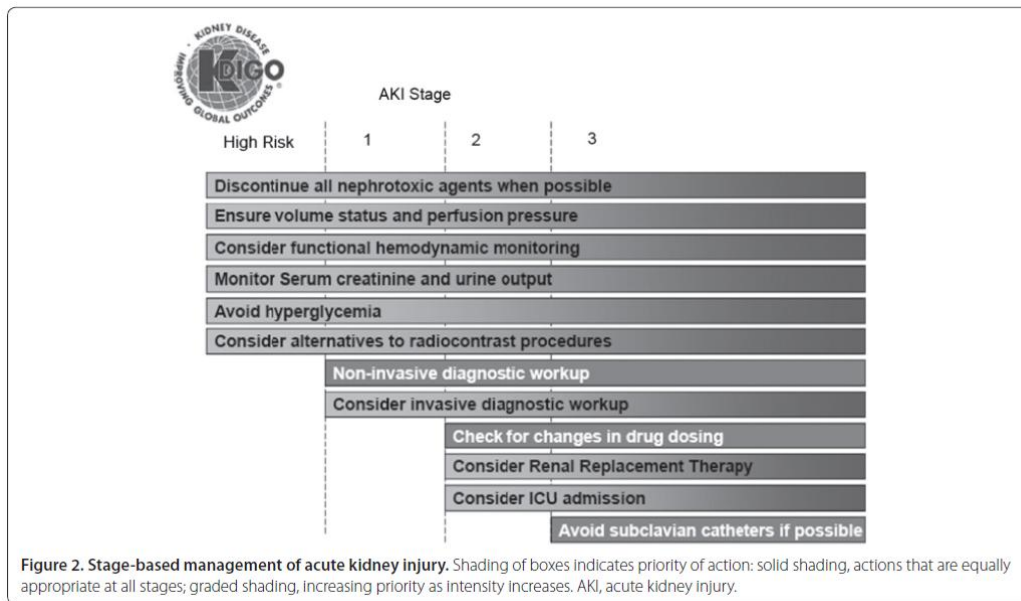 KIDNEY DISEASE
KDIGO
®
IMPROVING GLOBAL OUTCOMES
AKI Stage
High Risk 1 2 3
Discontinue all nephrotoxic agents when possible
Ensure volume status and perfusion pressure
Consider functional hemodynamic monitoring
Monitor Serum creatinine and urine output
Avoid hyperglycemia
Consider alternatives to radiocontrast procedures
Non-invasive diagnostic workup
Consider invasive diagnostic workup
Check for changes in drug dosing
Consider Renal Replacement Therapy
Consider ICU admission
Avoid subclavian catheters if possible
Figure 2. Stage-based management of acute kidney injury. Shading of boxes indicates priority of action: solid shading, actions that are equally
appropriate at all stages; graded shading, increasing priority as intensity increases. AKI, acute kidney injury.